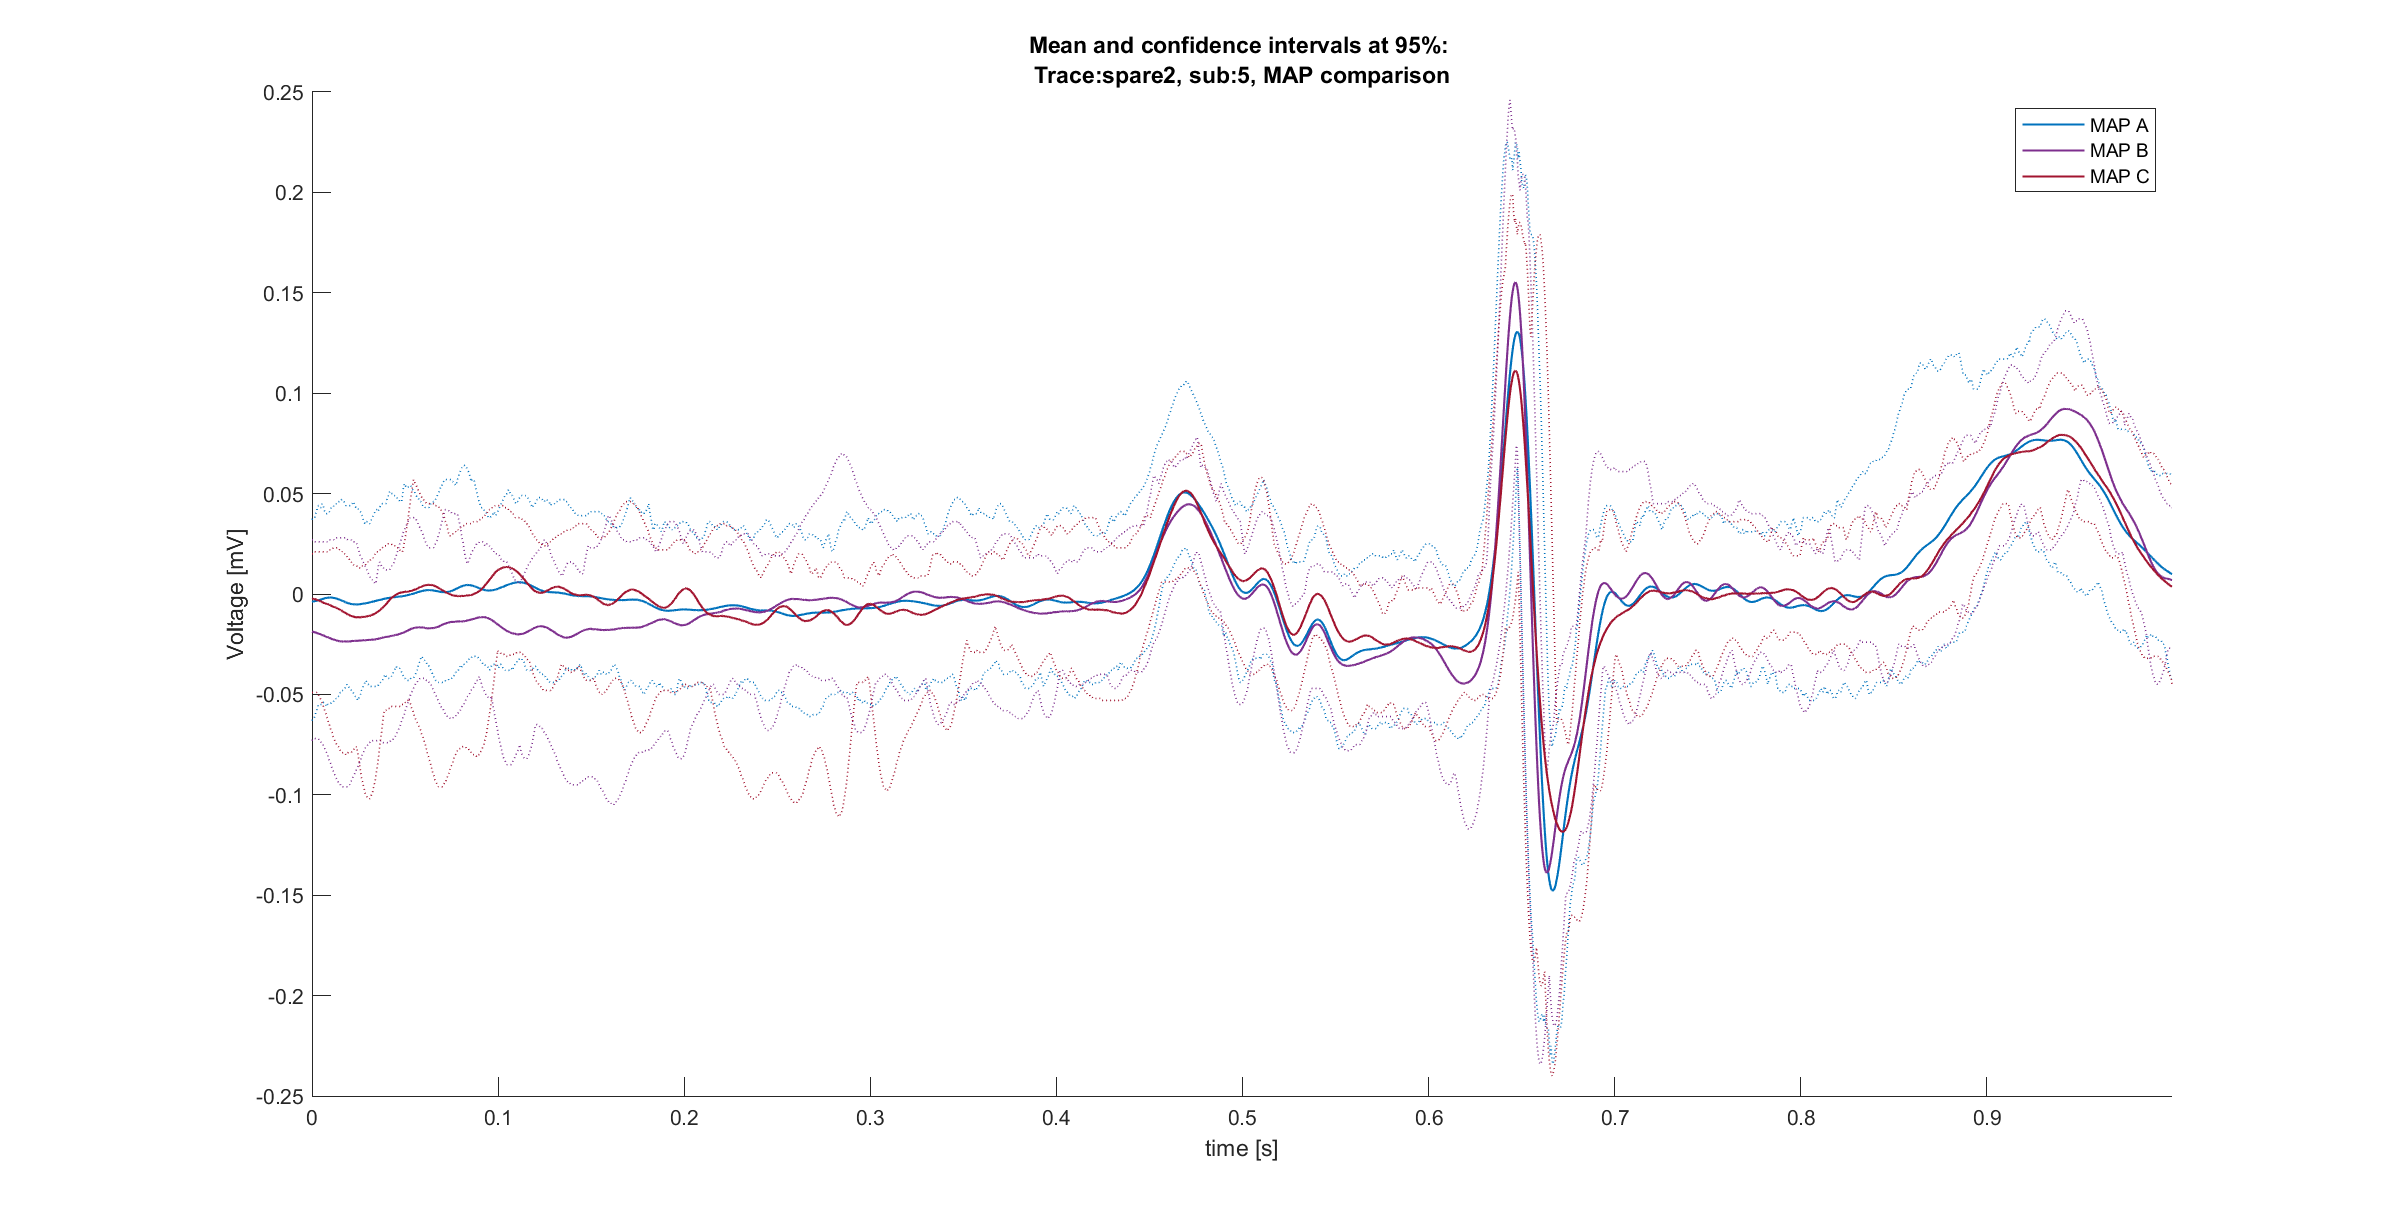 Mean and confidence intervals at 95%:
Trace:spare2, sub:5, MAP comparison
MAP A
MAP B
MAP C
Voltage [mV]
0.25
0.2
0.15
0.1
0.05
0
-0.05
-0.1
-0.15
-0.2
-0.25
0 0.1 0.2 0.3 0.4 0.5 0.6 0.7 0.8 0.9
time [s]